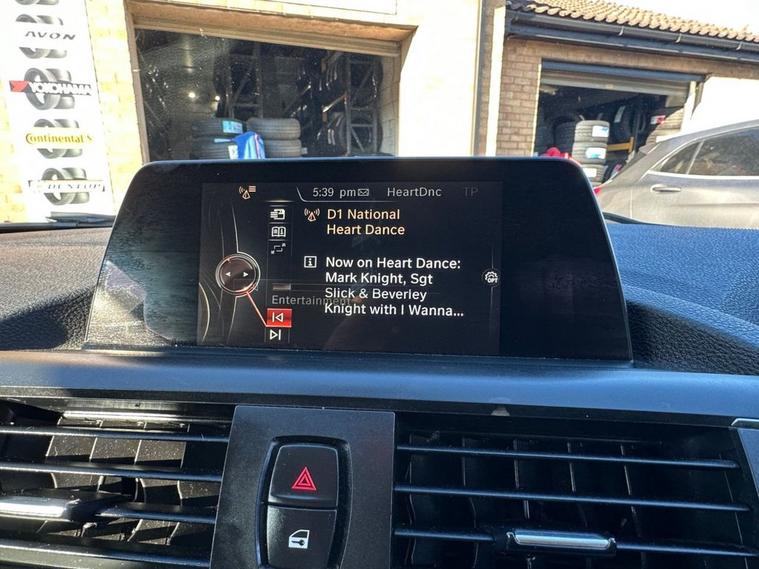 AVON
YOKOHAMA
Continental
DUNLOP
5:39 pm HeartDnc TP
D1 National
Heart Dance
Now on Heart Dance:
Mark Knight, Sgt
Slick & Beverley
Knight with I Wanna...
Entertainment
OPT